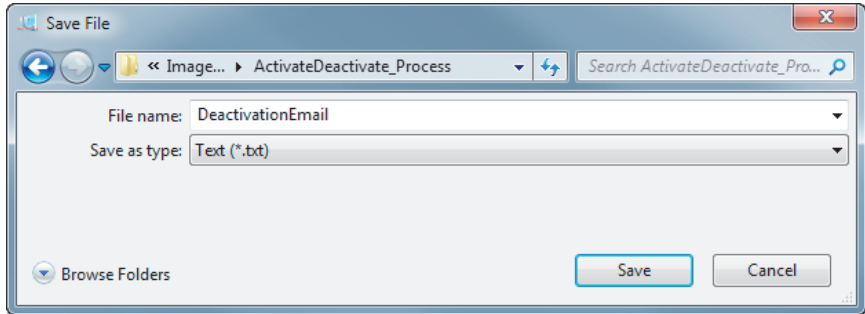 Save File
« Image... ▸ ActivateDeactivate_Process
Search ActivateDeactivate_Pro...
File name: DeactivationEmail
Save as type: Text (*.txt)
Browse Folders
Save
Cancel